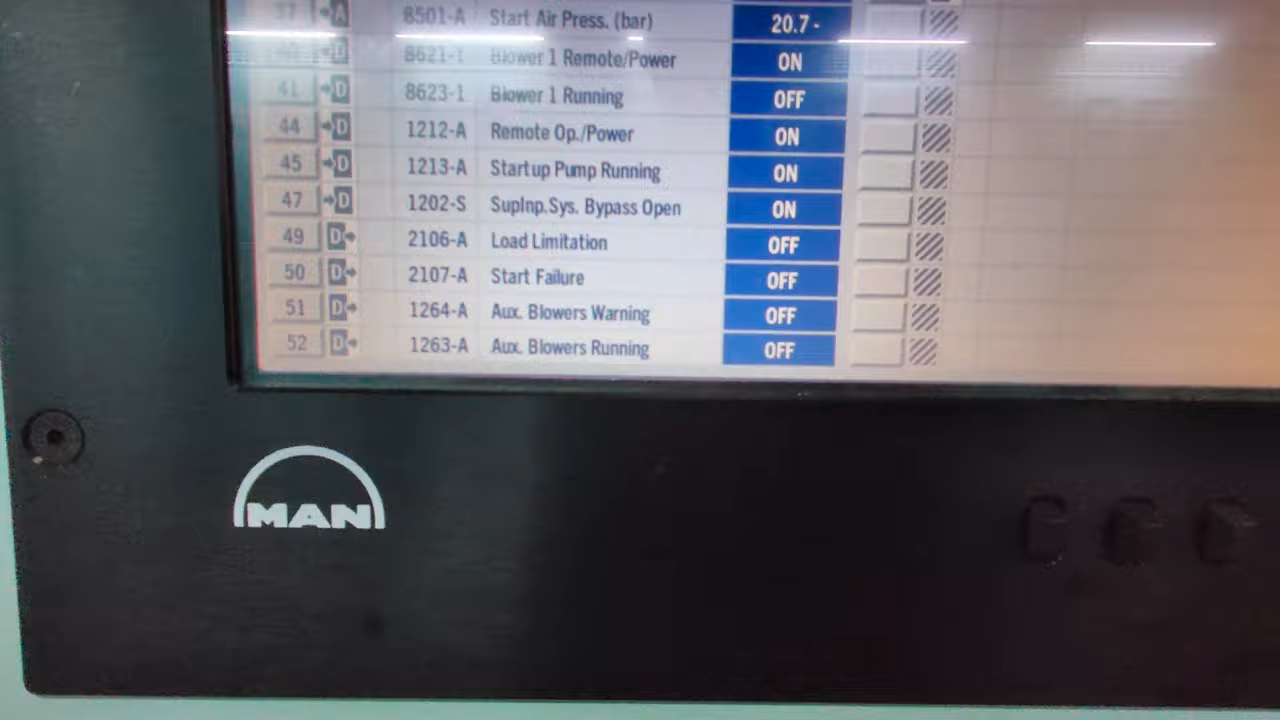 37 A 8501-A Start Air Press. (bar) 20.7 -
40 D 8621-1 Blower 1 Remote/Power ON
41 D 8623-1 Blower 1 Running OFF
44 D 1212-A Remote Op./Power ON
45 D 1213-A Startup Pump Running ON
47 D 1202-S SupInp.Sys. Bypass Open ON
49 D 2106-A Load Limitation OFF
50 D 2107-A Start Failure OFF
51 D 1264-A Aux. Blowers Warning OFF
52 D 1263-A Aux. Blowers Running OFF
MAN